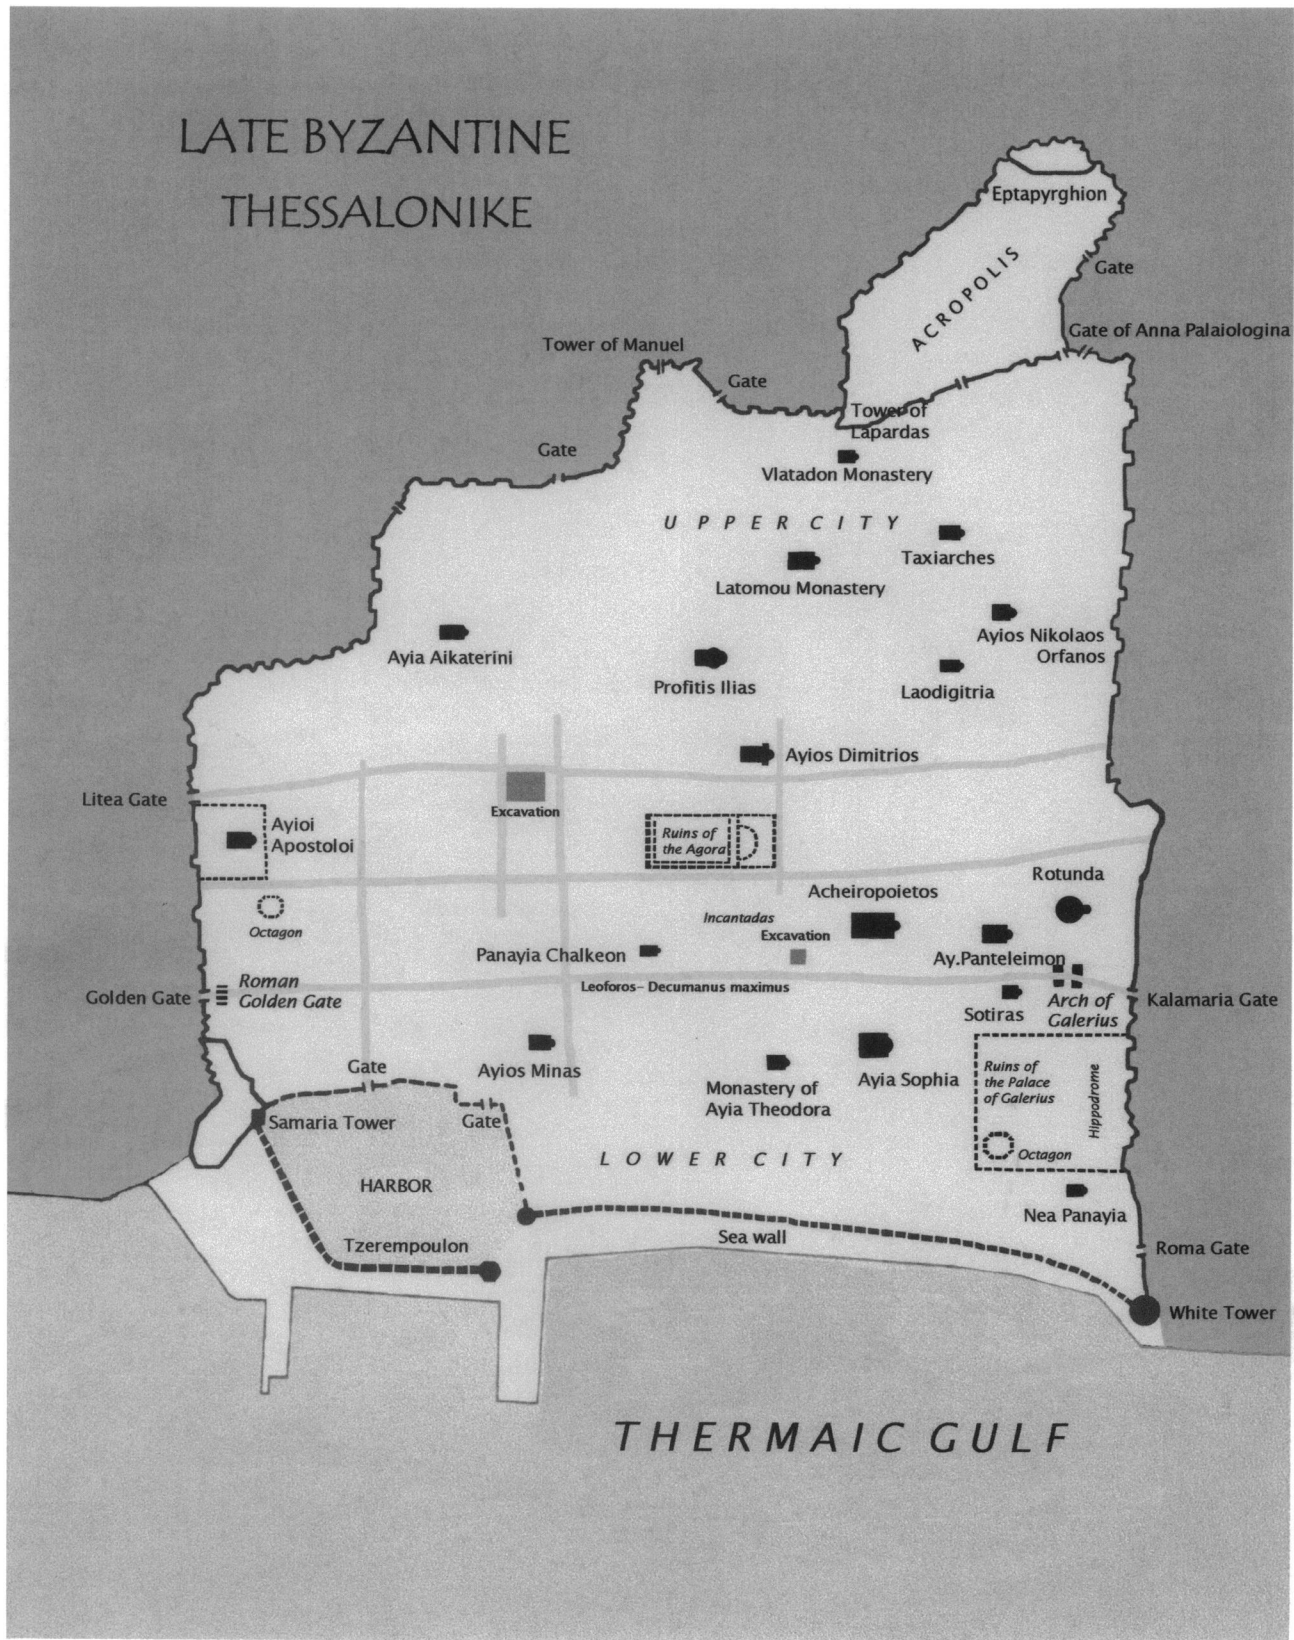 LATE BYZANTINE
THESSALONIKE
Eptapyrghion
ACROPOLIS
Gate
Gate of Anna Palaiologina
Tower of Manuel
Gate
Tower of
Lapardas
Gate
Vlatadon Monastery
UPPER CITY
Taxiarches
Latomou Monastery
Ayios Nikolaos
Orfanos
Ayia Aikaterini
Profitis Ilias
Laodigitria
Ayios Dimitrios
Litea Gate
Excavation
Ayioi
Apostoloi
Ruins of
the Agora
Rotunda
Acheiropoietos
Octagon
Incantadas
Excavation
Panayia Chalkeon
Ay.Panteleimon
Roman
Golden Gate
Golden Gate
Leoforos- Decumanus maximus
Arch of
Galerius
Kalamaria Gate
Sotiras
Gate
Ayios Minas
Ayia Sophia
Monastery of
Ayia Theodora
Ruins of
the Palace
of Galerius
Hippodrome
Samaria Tower
Gate
Octagon
LOWER CITY
HARBOR
Nea Panayia
Tzerempoulon
Sea wall
Roma Gate
White Tower
THERMAIC GULF